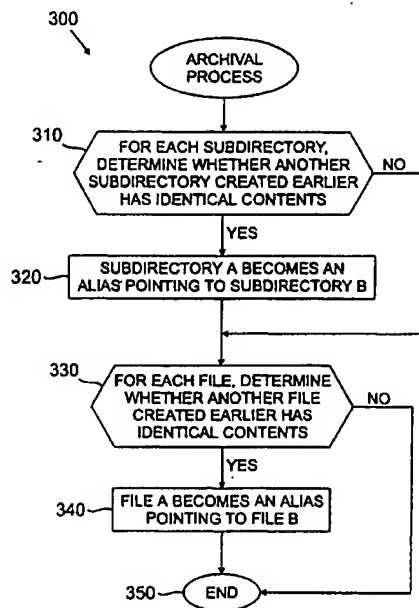 300
ARCHIVAL
PROCESS
310
FOR EACH SUBDIRECTORY,
DETERMINE WHETHER ANOTHER
SUBDIRECTORY CREATED EARLIER
HAS IDENTICAL CONTENTS
NO
YES
320
SUBDIRECTORY A BECOMES AN
ALIAS POINTING TO SUBDIRECTORY B
330
FOR EACH FILE, DETERMINE
WHETHER ANOTHER FILE
CREATED EARLIER HAS
IDENTICAL CONTENTS
NO
YES
340
FILE A BECOMES AN ALIAS
POINTING TO FILE B
350
END